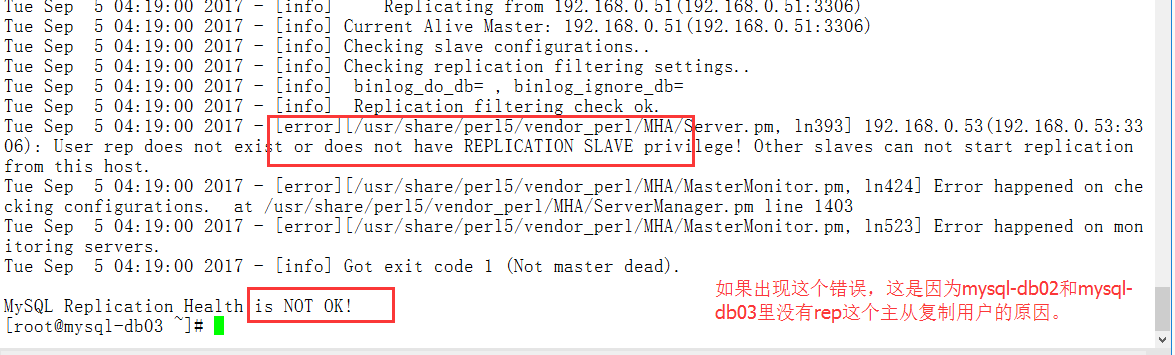 Tue Sep  5 04:19:00 2017 - [info]     Replicating from 192.168.0.51(192.168.0.51:3306)
Tue Sep  5 04:19:00 2017 - [info] Current Alive Master: 192.168.0.51(192.168.0.51:3306)
Tue Sep  5 04:19:00 2017 - [info] Checking slave configurations..
Tue Sep  5 04:19:00 2017 - [info] Checking replication filtering settings..
Tue Sep  5 04:19:00 2017 - [info]  binlog_do_db= , binlog_ignore_db=
Tue Sep  5 04:19:00 2017 - [info]  Replication filtering check ok.
Tue Sep  5 04:19:00 2017 - [error][/usr/share/perl5/vendor_perl/MHA/Server.pm, ln393] 192.168.0.53(192.168.0.53:33
06): User rep does not exist or does not have REPLICATION SLAVE privilege! Other slaves can not start replication
from this host.
Tue Sep  5 04:19:00 2017 - [error][/usr/share/perl5/vendor_perl/MHA/MasterMonitor.pm, ln424] Error happened on che
cking configurations.  at /usr/share/perl5/vendor_perl/MHA/ServerManager.pm line 1403
Tue Sep  5 04:19:00 2017 - [error][/usr/share/perl5/vendor_perl/MHA/MasterMonitor.pm, ln523] Error happened on mon
itoring servers.
Tue Sep  5 04:19:00 2017 - [info] Got exit code 1 (Not master dead).
MySQL Replication Health is NOT OK!
[root@mysql-db03 ~]#
如果出现这个错误，这是因为mysql-db02和mysql-
db03里没有rep这个主从复制用户的原因。